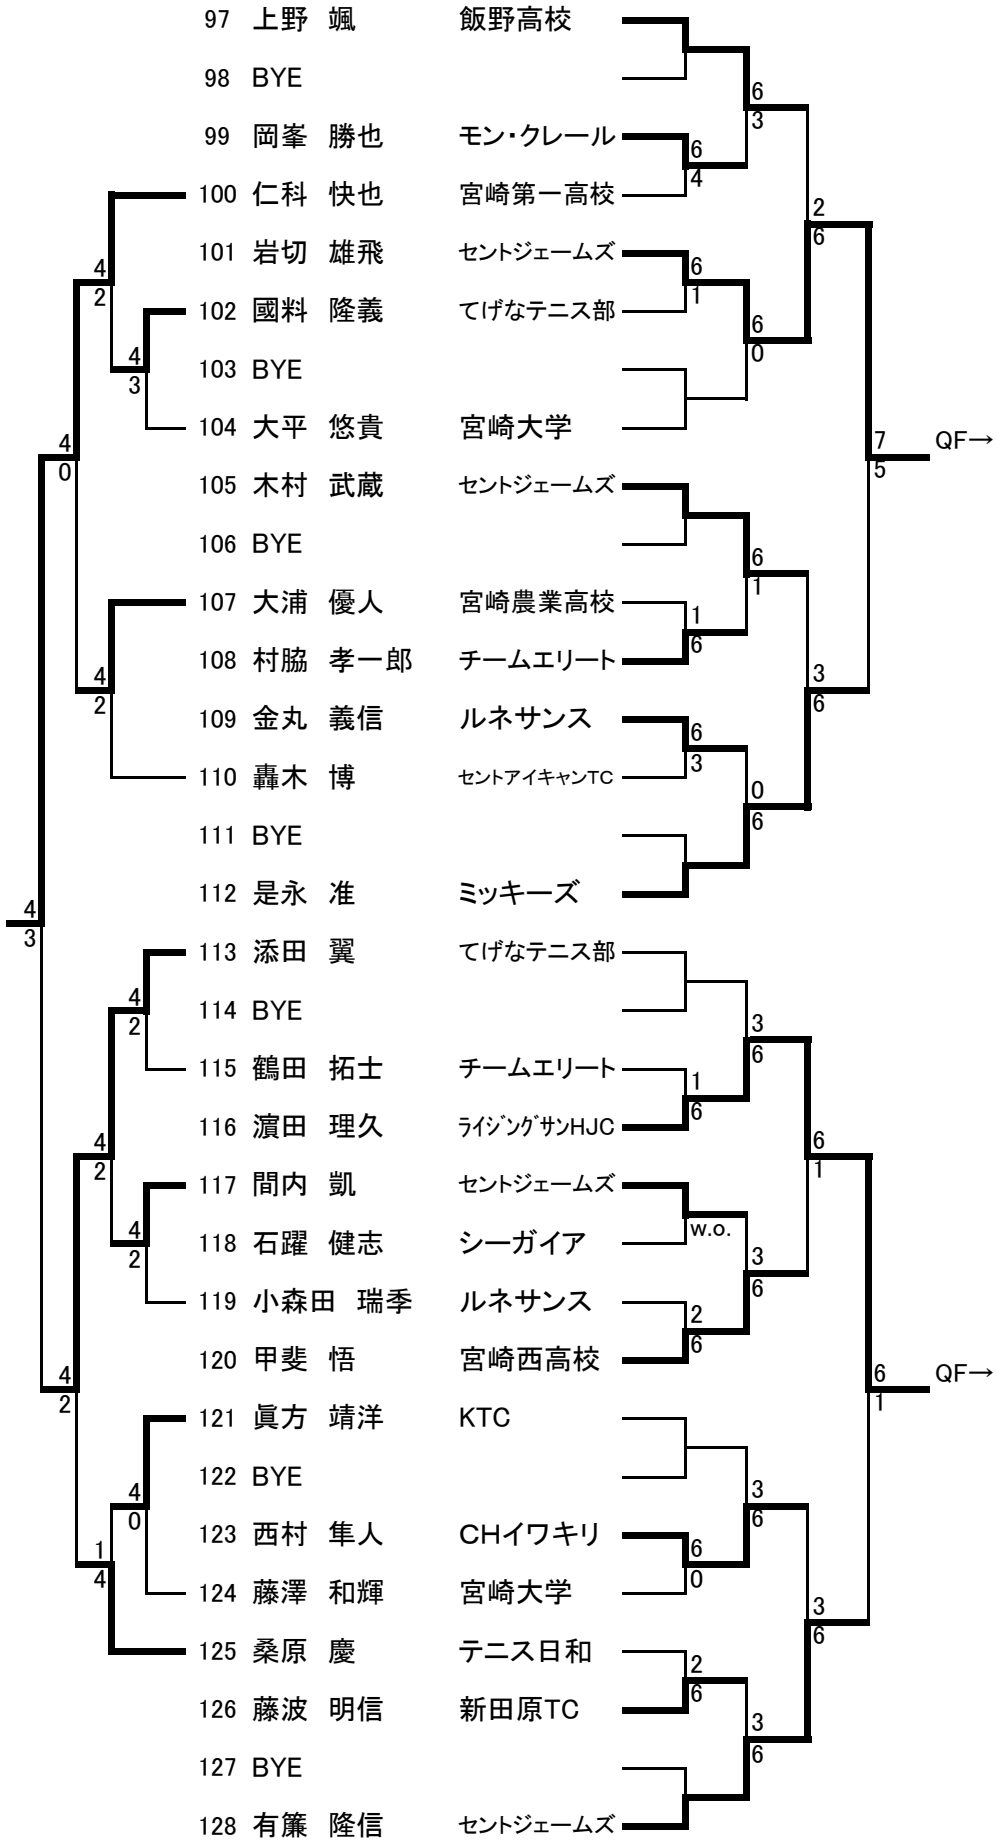 97 上野 颯 飯野高校
98 BYE
6
3
99 岡峯 勝也 モン・クレール
6
4
100 仁科 快也 宮崎第一高校
2
6
101 岩切 雄飛 セントジェームズ
4
2
6
1
102 國料 隆義 てげなテニス部
6
0
103 BYE
4
3
104 大平 悠貴 宮崎大学
4
0
7
5
QF→
105 木村 武蔵 セントジェームズ
106 BYE
6
1
107 大浦 優人 宮崎農業高校
1
6
108 村脇 孝一郎 チームエリート
4
2
3
6
109 金丸 義信 ルネサンス
6
3
110 轟木 博 セントアイキャンTC
0
6
111 BYE
112 是永 准 ミッキーズ
4
3
113 添田 翼 てげなテニス部
4
2
114 BYE
3
6
115 鶴田 拓士 チームエリート
1
6
116 濵田 理久 ライジングサンHJC
4
2
6
1
117 間内 凱 セントジェームズ
w.o.
118 石躍 健志 シーガイア
4
2
3
6
119 小森田 瑞季 ルネサンス
2
6
120 甲斐 悟 宮崎西高校
4
2
6
1
QF→
121 眞方 靖洋 KTC
122 BYE
4
0
3
6
123 西村 隼人 CHイワキリ
6
0
1
4
124 藤澤 和輝 宮崎大学
3
6
125 桑原 慶 テニス日和
2
6
126 藤波 明信 新田原TC
3
6
127 BYE
128 有簾 隆信 セントジェームズ